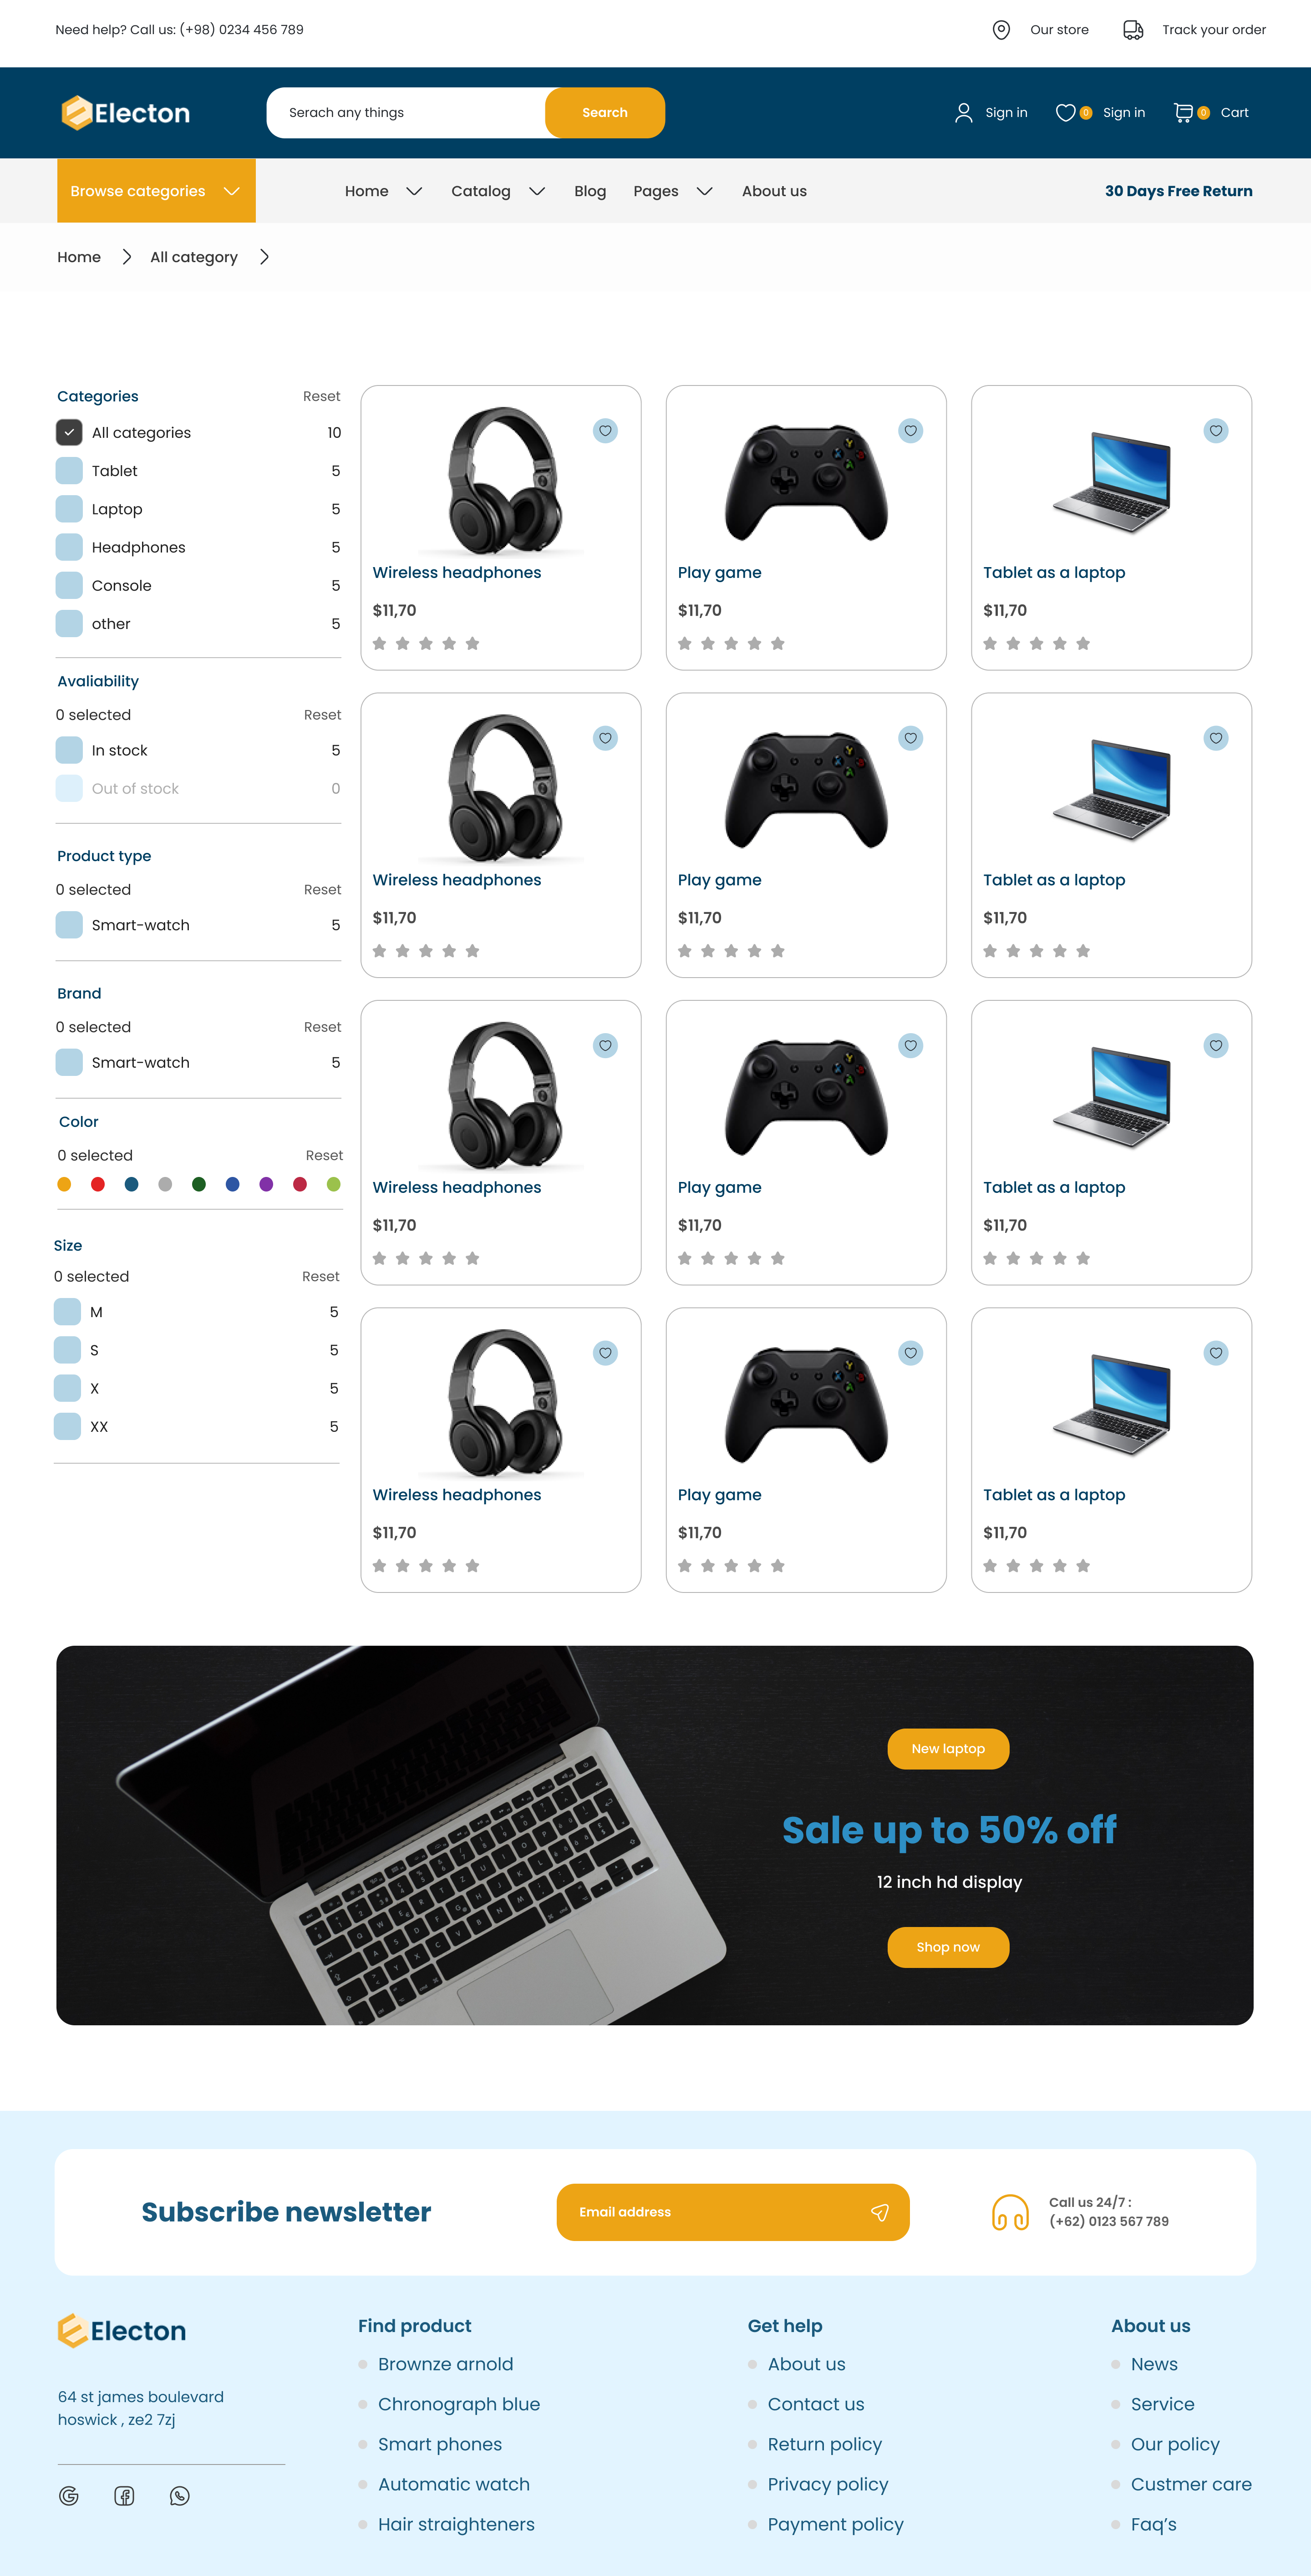 Need help? Call us: (+98) 0234 456 789
Our store
Track your order
Electon
Serach any things
Search
Sign in
0
Sign in
0
Cart
Browse categories
Home
Catalog
Blog
Pages
About us
30 Days Free Return
Home
All category
Categories
Reset
All categories 10
Tablet 5
Laptop 5
Headphones 5
Console 5
other 5
Avaliability
0 selected Reset
In stock 5
Out of stock 0
Product type
0 selected Reset
Smart-watch 5
Brand
0 selected Reset
Smart-watch 5
Color
0 selected Reset
Size
0 selected Reset
M 5
S 5
X 5
XX 5
Wireless headphones
$11,70
Play game
$11,70
Tablet as a laptop
$11,70
Wireless headphones
$11,70
Play game
$11,70
Tablet as a laptop
$11,70
Wireless headphones
$11,70
Play game
$11,70
Tablet as a laptop
$11,70
Wireless headphones
$11,70
Play game
$11,70
Tablet as a laptop
$11,70
New laptop
Sale up to 50% off
12 inch hd display
Shop now
Subscribe newsletter
Email address
Call us 24/7 :
(+62) 0123 567 789
Electon
64 st james boulevard
hoswick , ze2 7zj
Find product
Brownze arnold
Chronograph blue
Smart phones
Automatic watch
Hair straighteners
Get help
About us
Contact us
Return policy
Privacy policy
Payment policy
About us
News
Service
Our policy
Custmer care
Faq's